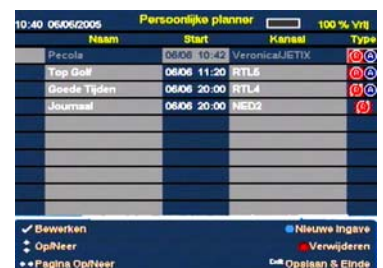 10:40 06/06/2005 Persoonlijke planner 100 % Vrij
Naam Start Kanaal Type
Pecola 06/06 10:42 Veronica/JETIX
Top Golf 06/06 11:20 RTL5
Goede Tijden 06/06 20:00 RTL4
Journaal 06/06 20:00 NED2
Bewerken Nieuwe Ingave
Op/Neer Verwijderen
Pagina Op/Neer Exit Opslaan & Einde